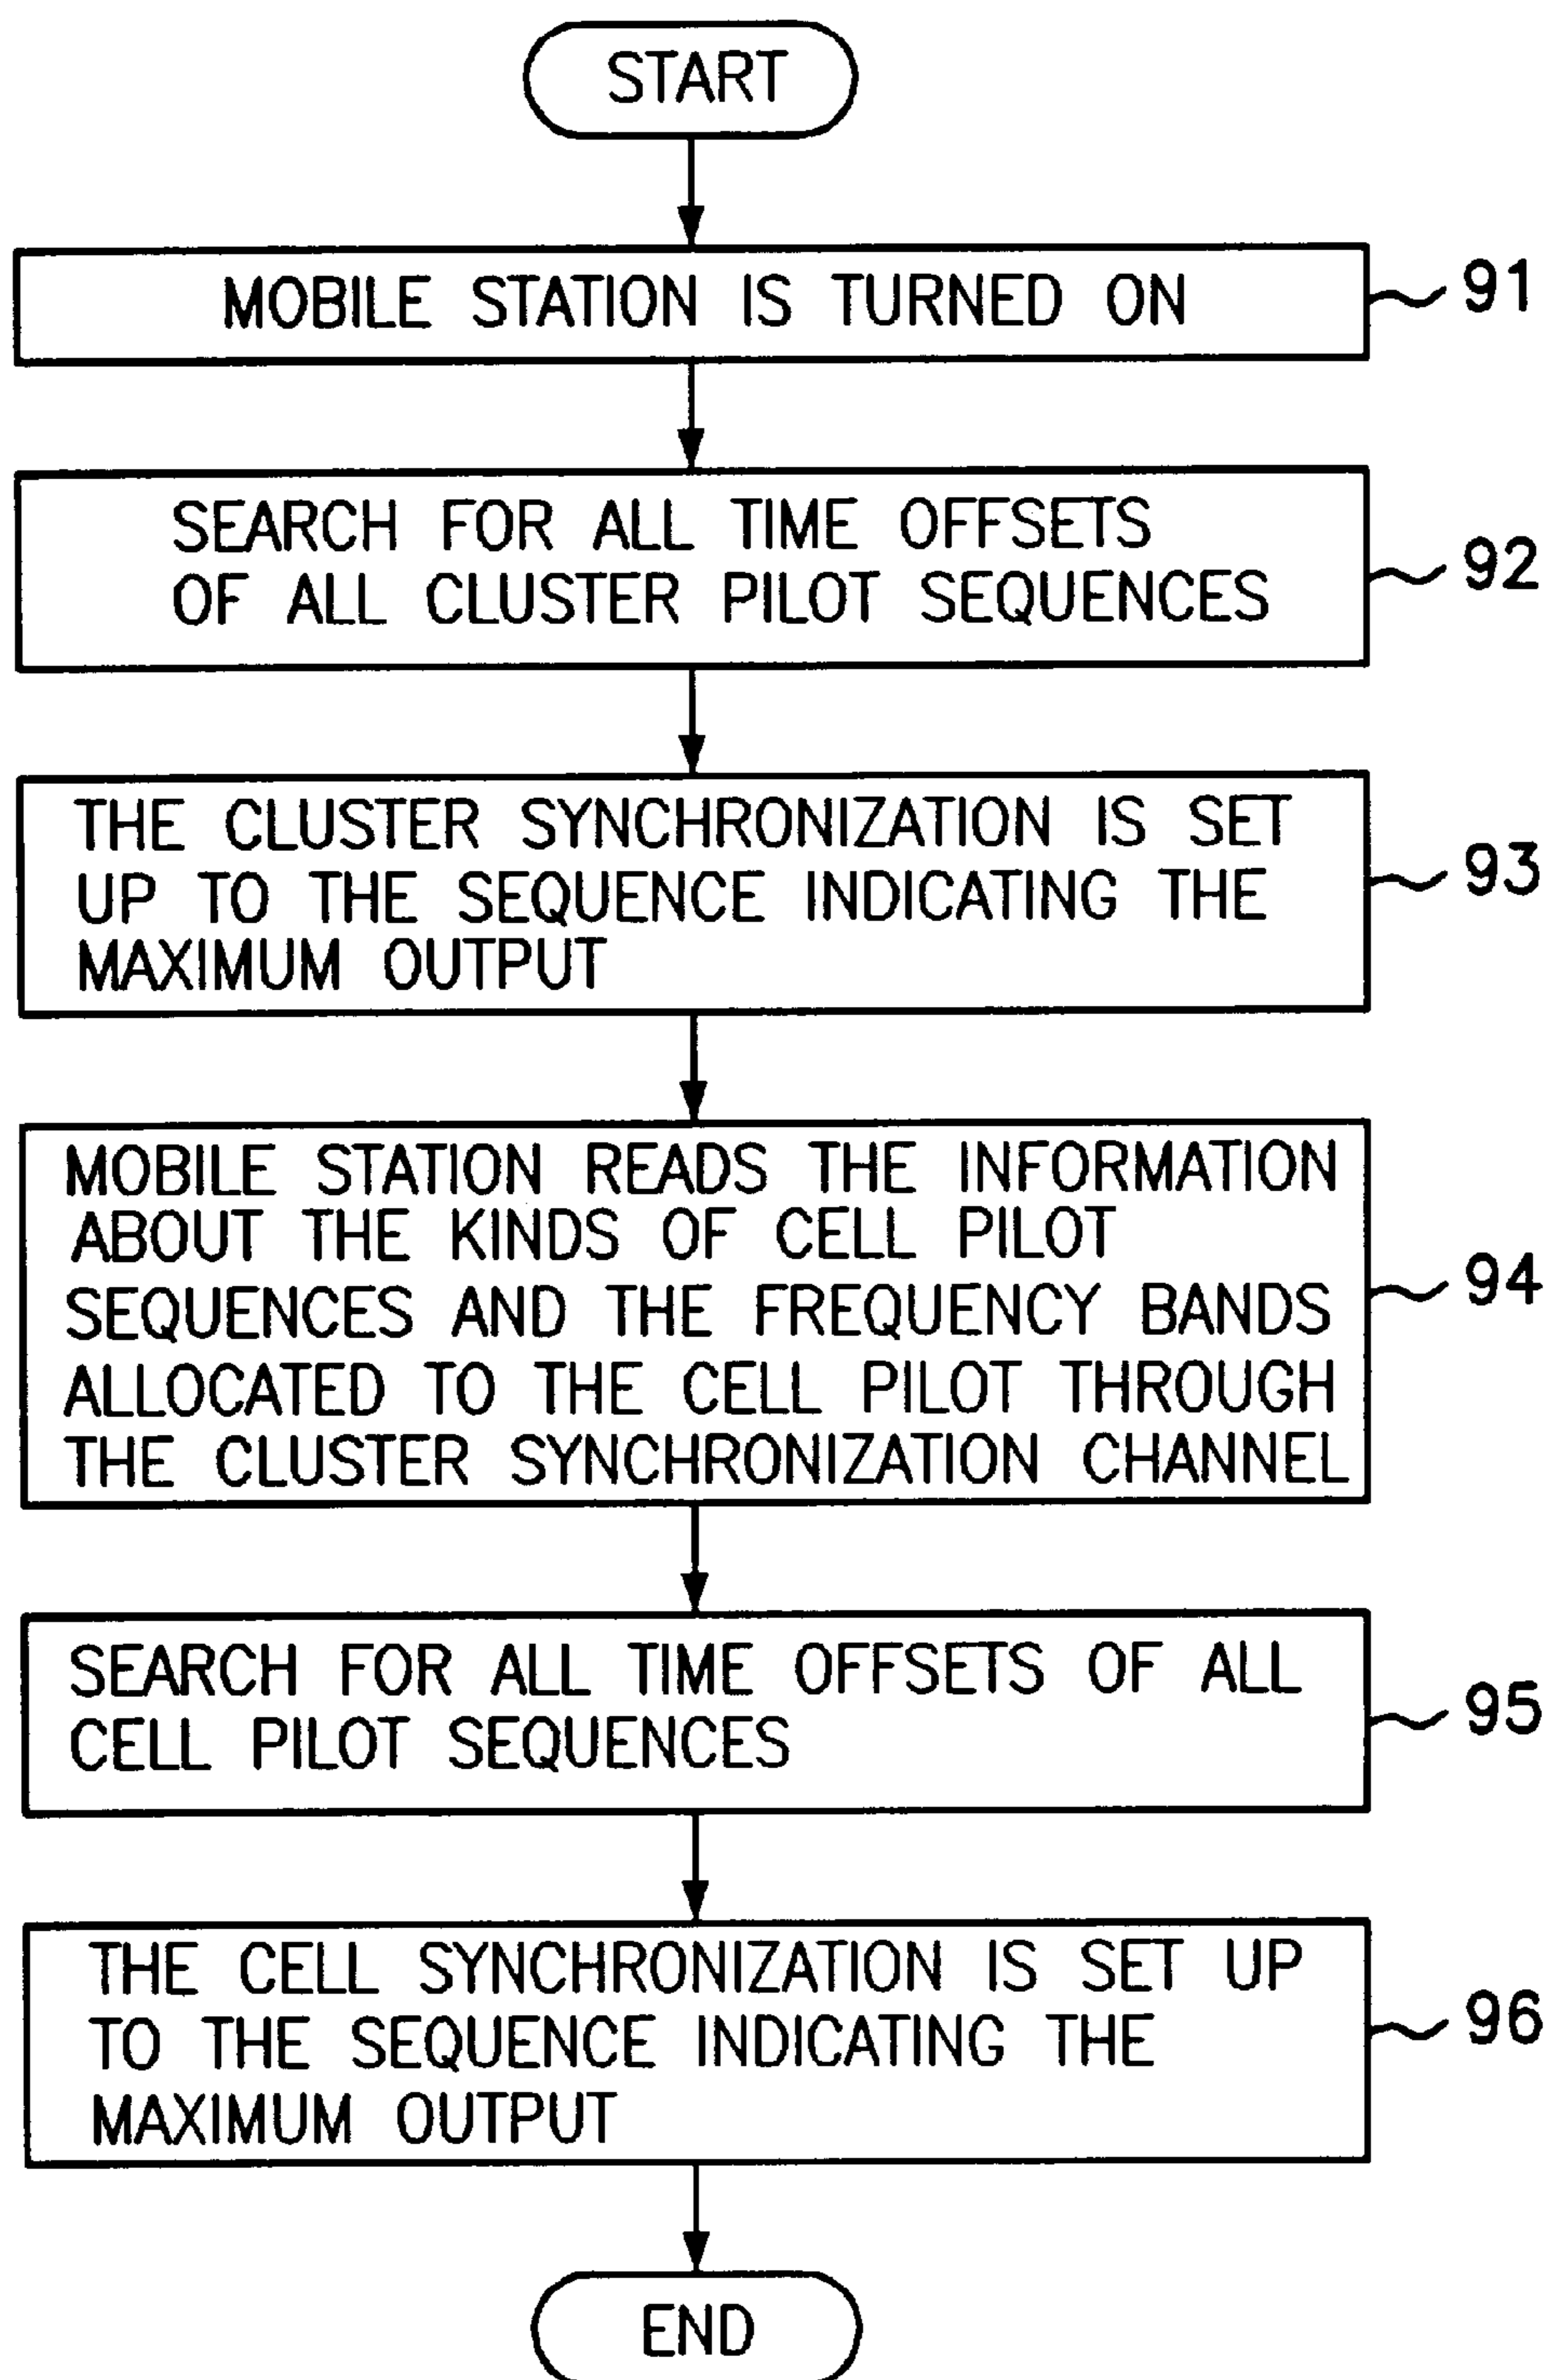 START
MOBILE STATION IS TURNED ON
91
SEARCH FOR ALL TIME OFFSETS
OF ALL CLUSTER PILOT SEQUENCES
92
THE CLUSTER SYNCHRONIZATION IS SET
UP TO THE SEQUENCE INDICATING THE
MAXIMUM OUTPUT
93
MOBILE STATION READS THE INFORMATION
ABOUT THE KINDS OF CELL PILOT
SEQUENCES AND THE FREQUENCY BANDS
ALLOCATED TO THE CELL PILOT THROUGH
THE CLUSTER SYNCHRONIZATION CHANNEL
94
SEARCH FOR ALL TIME OFFSETS OF ALL
CELL PILOT SEQUENCES
95
THE CELL SYNCHRONIZATION IS SET UP
TO THE SEQUENCE INDICATING THE
MAXIMUM OUTPUT
96
END